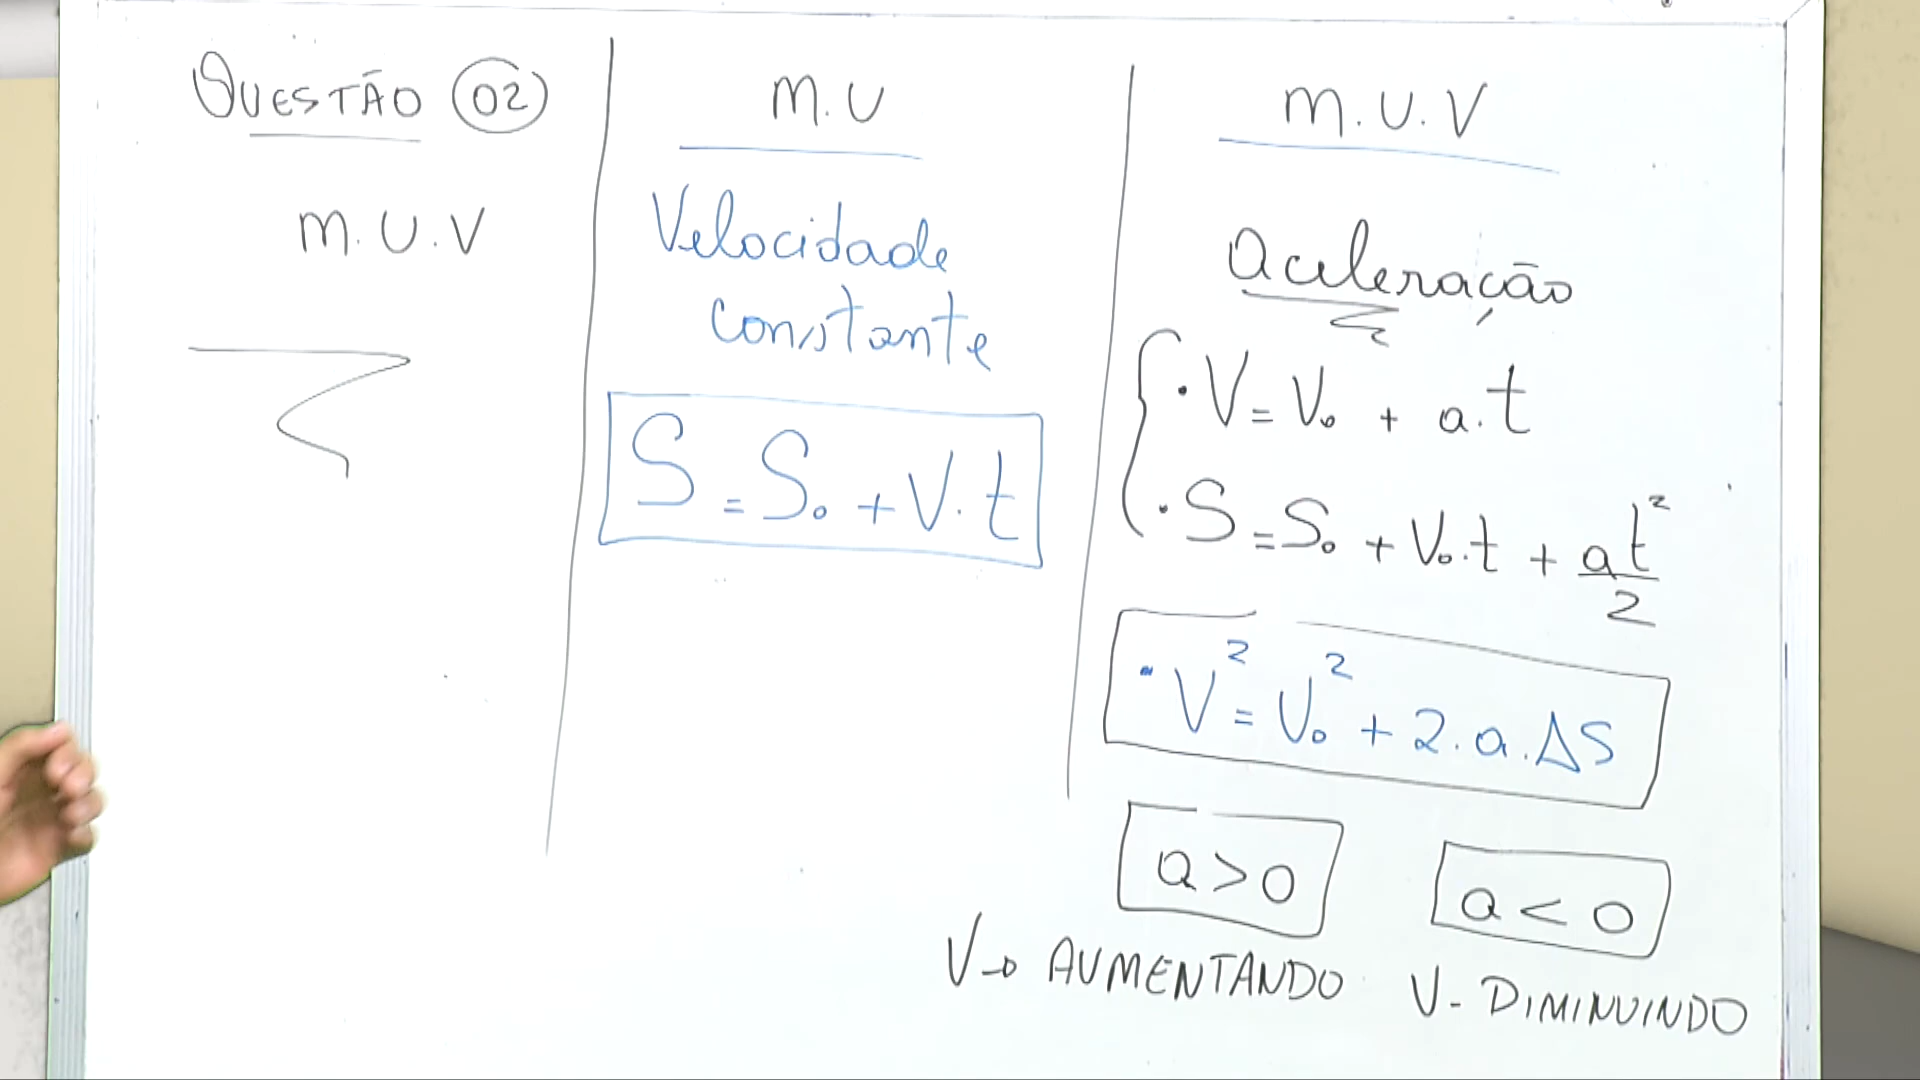 QUESTÃO 02
M.U.V
M.U
Velocidade
constante
S = S₀ + V.t
M.U.V
Aceleração
• V = V₀ + a.t
• S = S₀ + V₀.t + at²/2
• V² = V₀² + 2.a.ΔS
a > 0
a < 0
V→ AUMENTANDO
V- DIMINUINDO